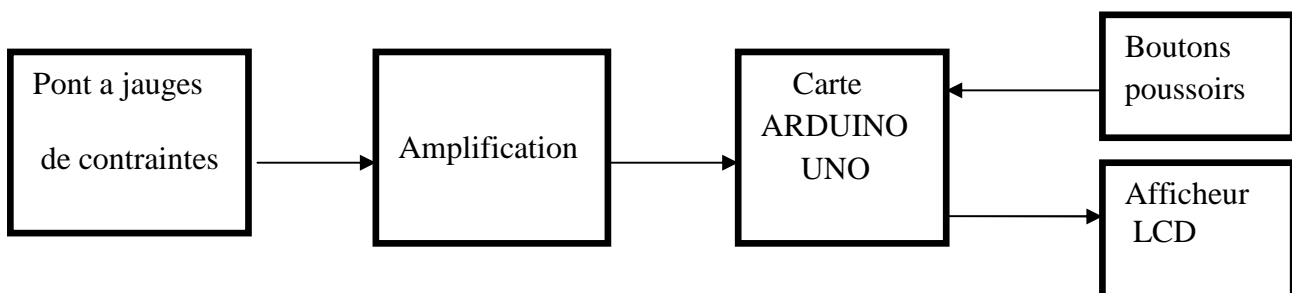 Pont a jauges
de contraintes
Amplification
Carte
ARDUINO
UNO
Boutons
poussoirs
Afficheur
LCD